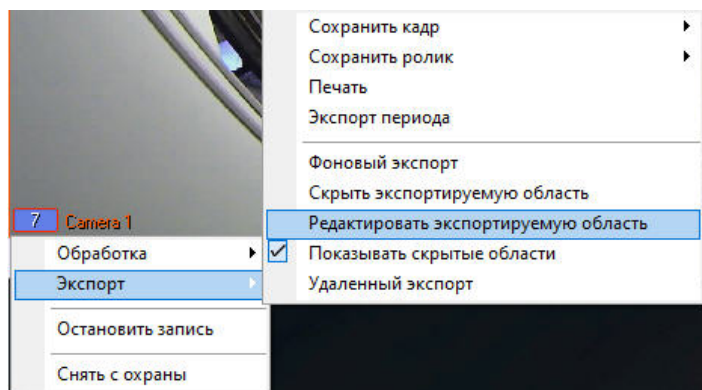 Сохранить кадр
Сохранить ролик
Печать
Экспорт периода
Фоновый экспорт
Скрыть экспортируемую область
Редактировать экспортируемую область
Показывать скрытые области
Удаленный экспорт
7 Camera 1
Обработка
Экспорт
Остановить запись
Снять с охраны